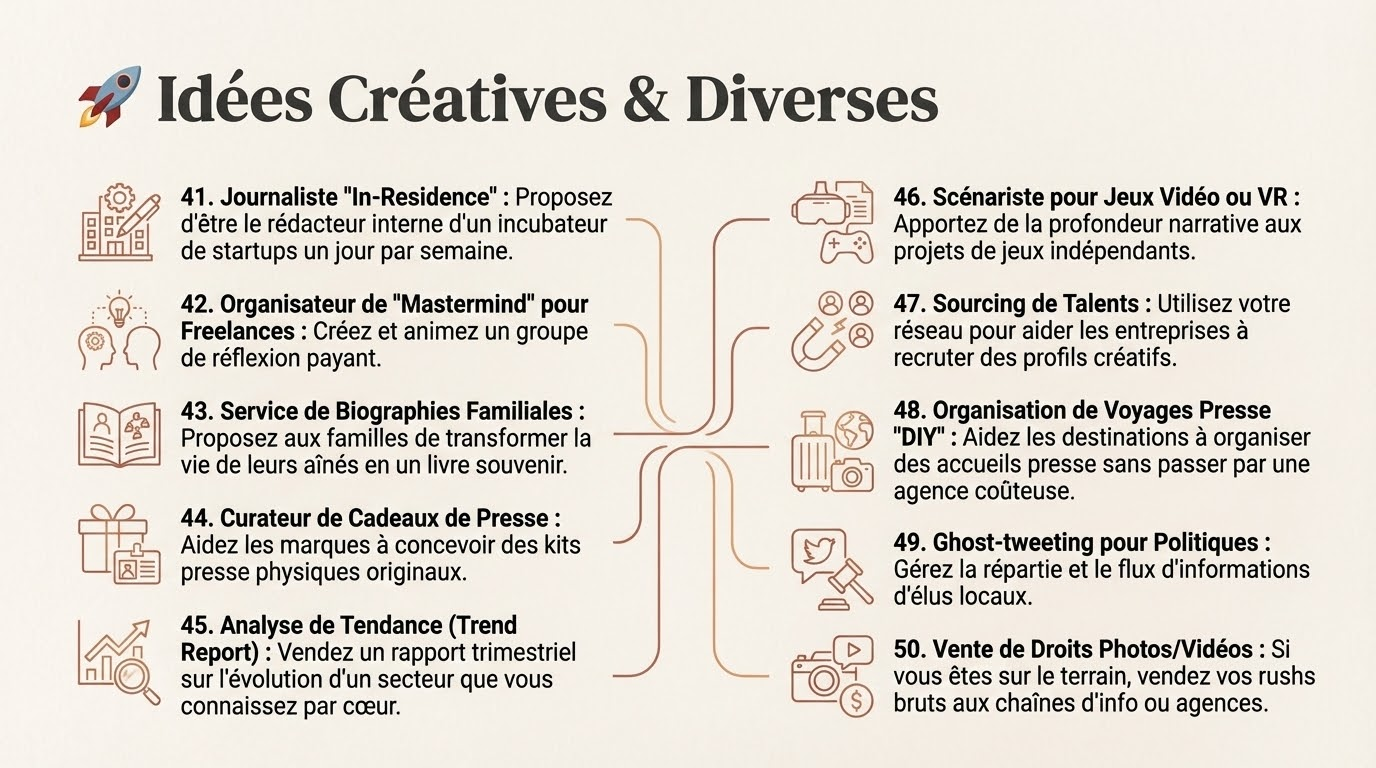 🚀 Idées Créatives & Diverses
41. Journaliste "In-Residence" : Proposez
d'être le rédacteur interne d'un incubateur
de startups un jour par semaine.
42. Organisateur de "Mastermind" pour
Freelances : Créez et animez un groupe
de réflexion payant.
43. Service de Biographies Familiales :
Proposez aux familles de transformer la
vie de leurs aînés en un livre souvenir.
44. Curateur de Cadeaux de Presse :
Aidez les marques à concevoir des kits
presse physiques originaux.
45. Analyse de Tendance (Trend
Report) : Vendez un rapport trimestriel
sur l'évolution d'un secteur que vous
connaissez par cœur.
46. Scénariste pour Jeux Vidéo ou VR :
Apportez de la profondeur narrative aux
projets de jeux indépendants.
47. Sourcing de Talents : Utilisez votre
réseau pour aider les entreprises à
recruter des profils créatifs.
48. Organisation de Voyages Presse
"DIY" : Aidez les destinations à organiser
des accueils presse sans passer par une
agence coûteuse.
49. Ghost-tweeting pour Politiques :
Gérez la répartie et le flux d'informations
d'élus locaux.
50. Vente de Droits Photos/Vidéos : Si
vous êtes sur le terrain, vendez vos rushs
bruts aux chaînes d'info ou agences.
$